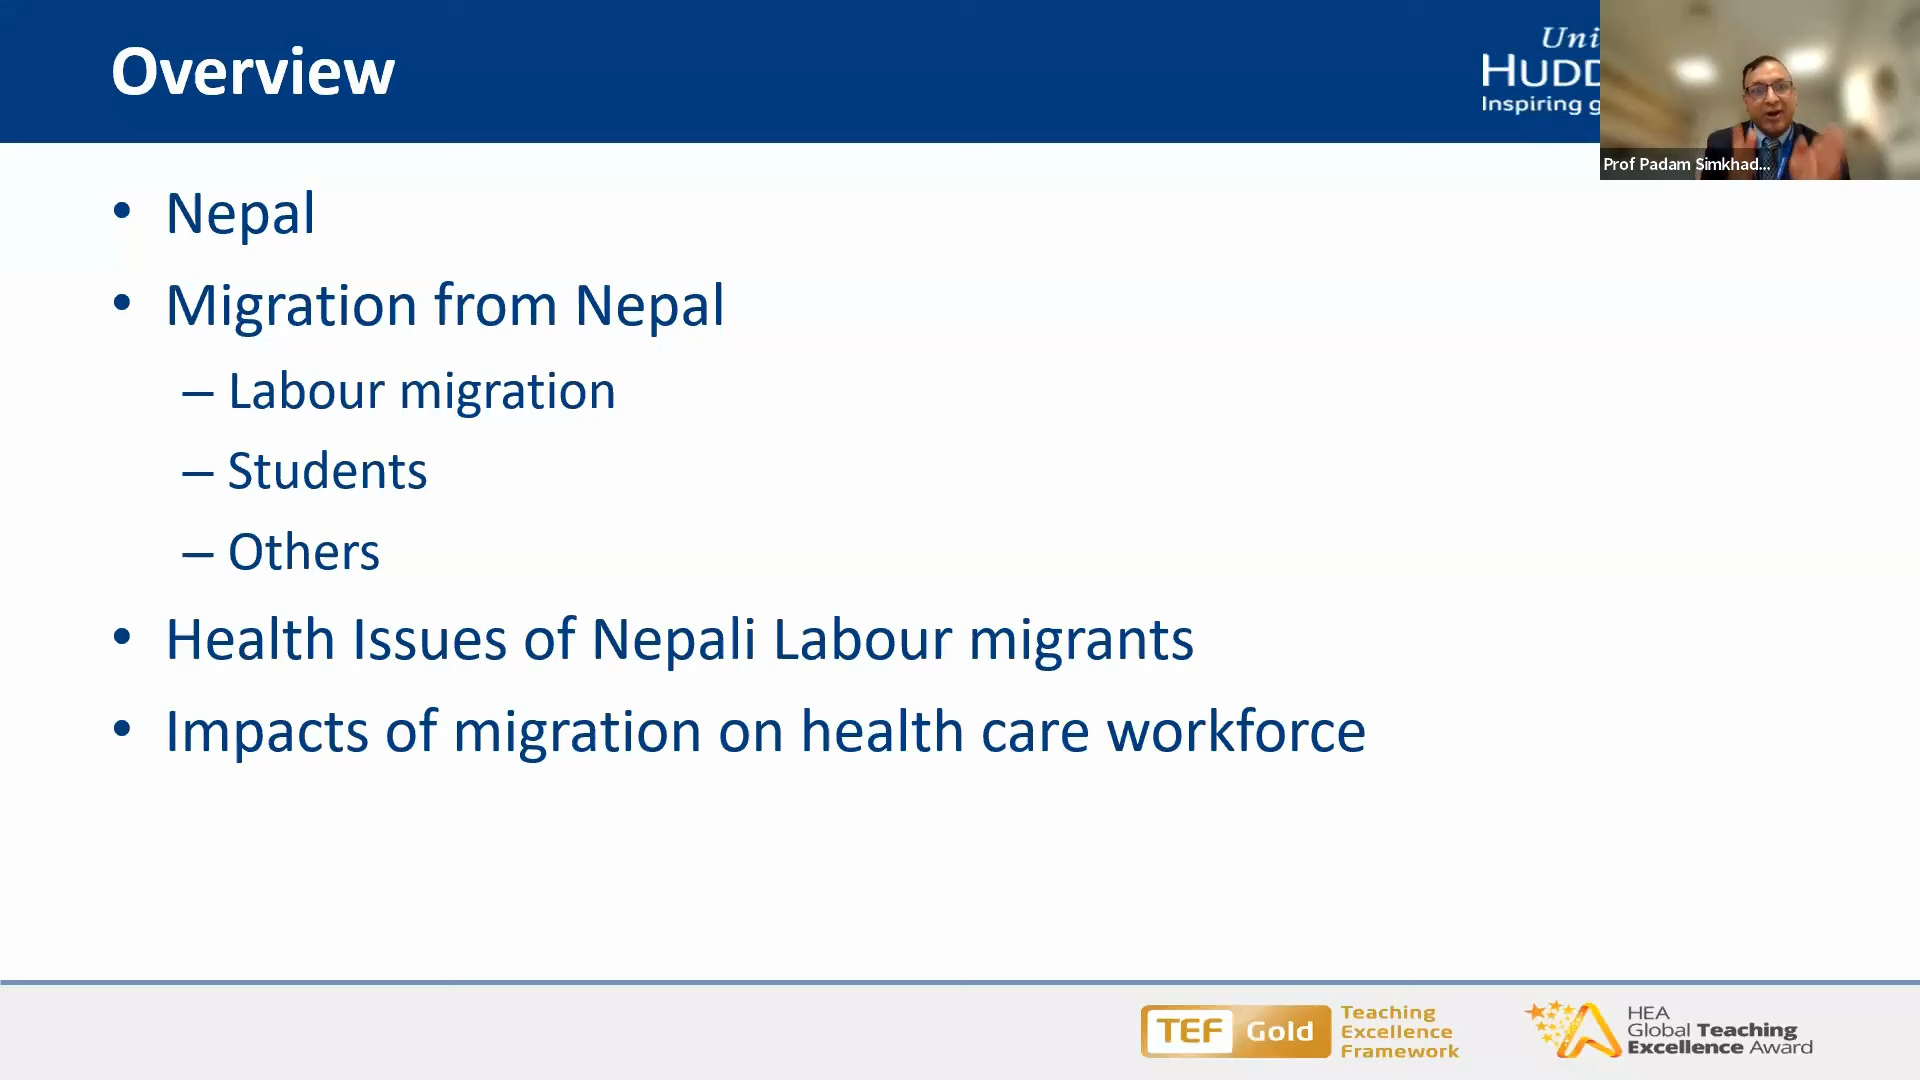 Overview
Uni
HUDD
Inspiring g
Prof Padam Simkhad...
• Nepal
• Migration from Nepal
– Labour migration
– Students
– Others
• Health Issues of Nepali Labour migrants
• Impacts of migration on health care workforce
TEF Gold
Teaching
Excellence
Framework
HEA
Global Teaching
Excellence Award